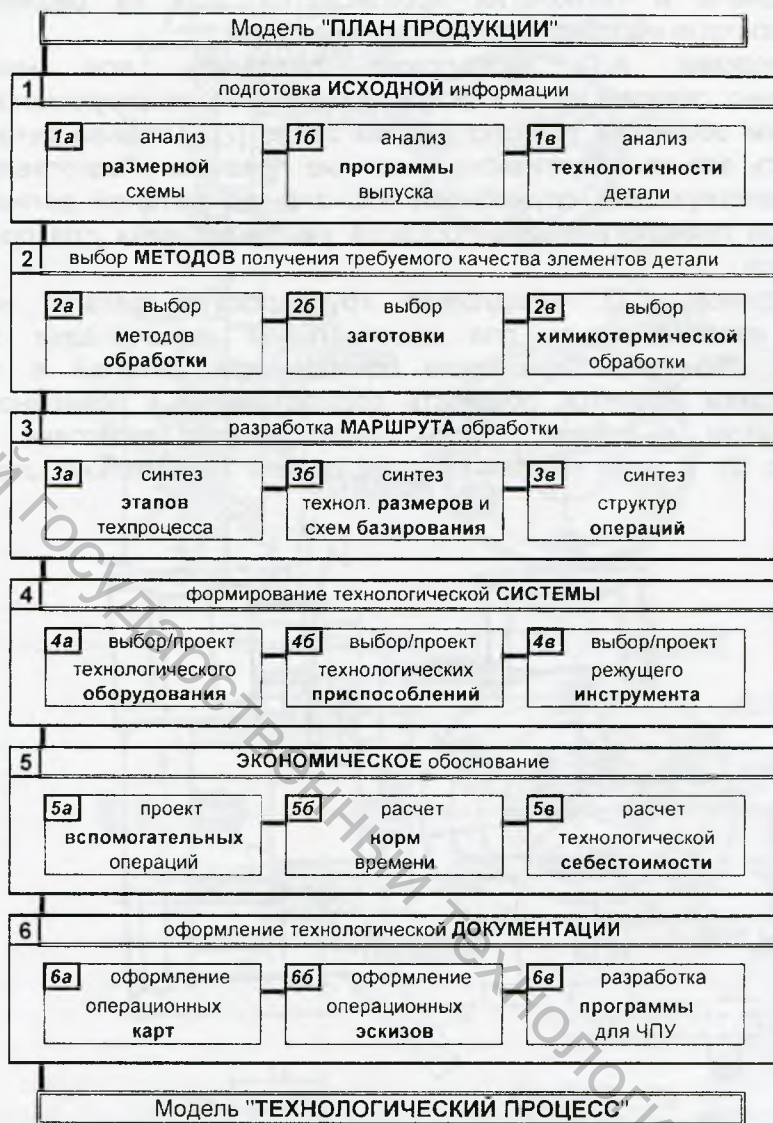 Модель "ПЛАН ПРОДУКЦИИ"
1 подготовка ИСХОДНОЙ информации
1а анализ
размерной
схемы
1б анализ
программы
выпуска
1в анализ
технологичности
детали
2 выбор МЕТОДОВ получения требуемого качества элементов детали
2а выбор
методов
обработки
2б выбор
заготовки
2в выбор
химикотермической
обработки
3 разработка МАРШРУТА обработки
3а синтез
этапов
техпроцесса
3б синтез
технол. размеров и
схем базирования
3в синтез
структур
операций
4 формирование технологической СИСТЕМЫ
4а выбор/проект
технологического
оборудования
4б выбор/проект
технологических
приспособлений
4в выбор/проект
режущего
инструмента
5 ЭКОНОМИЧЕСКОЕ обоснование
5а проект
вспомогательных
операций
5б расчет
норм
времени
5в расчет
технологической
себестоимости
6 оформление технологической ДОКУМЕНТАЦИИ
6а оформление
операционных
карт
6б оформление
операционных
эскизов
6в разработка
программы
для ЧПУ
Модель "ТЕХНОЛОГИЧЕСКИЙ ПРОЦЕСС"
государственный технологи